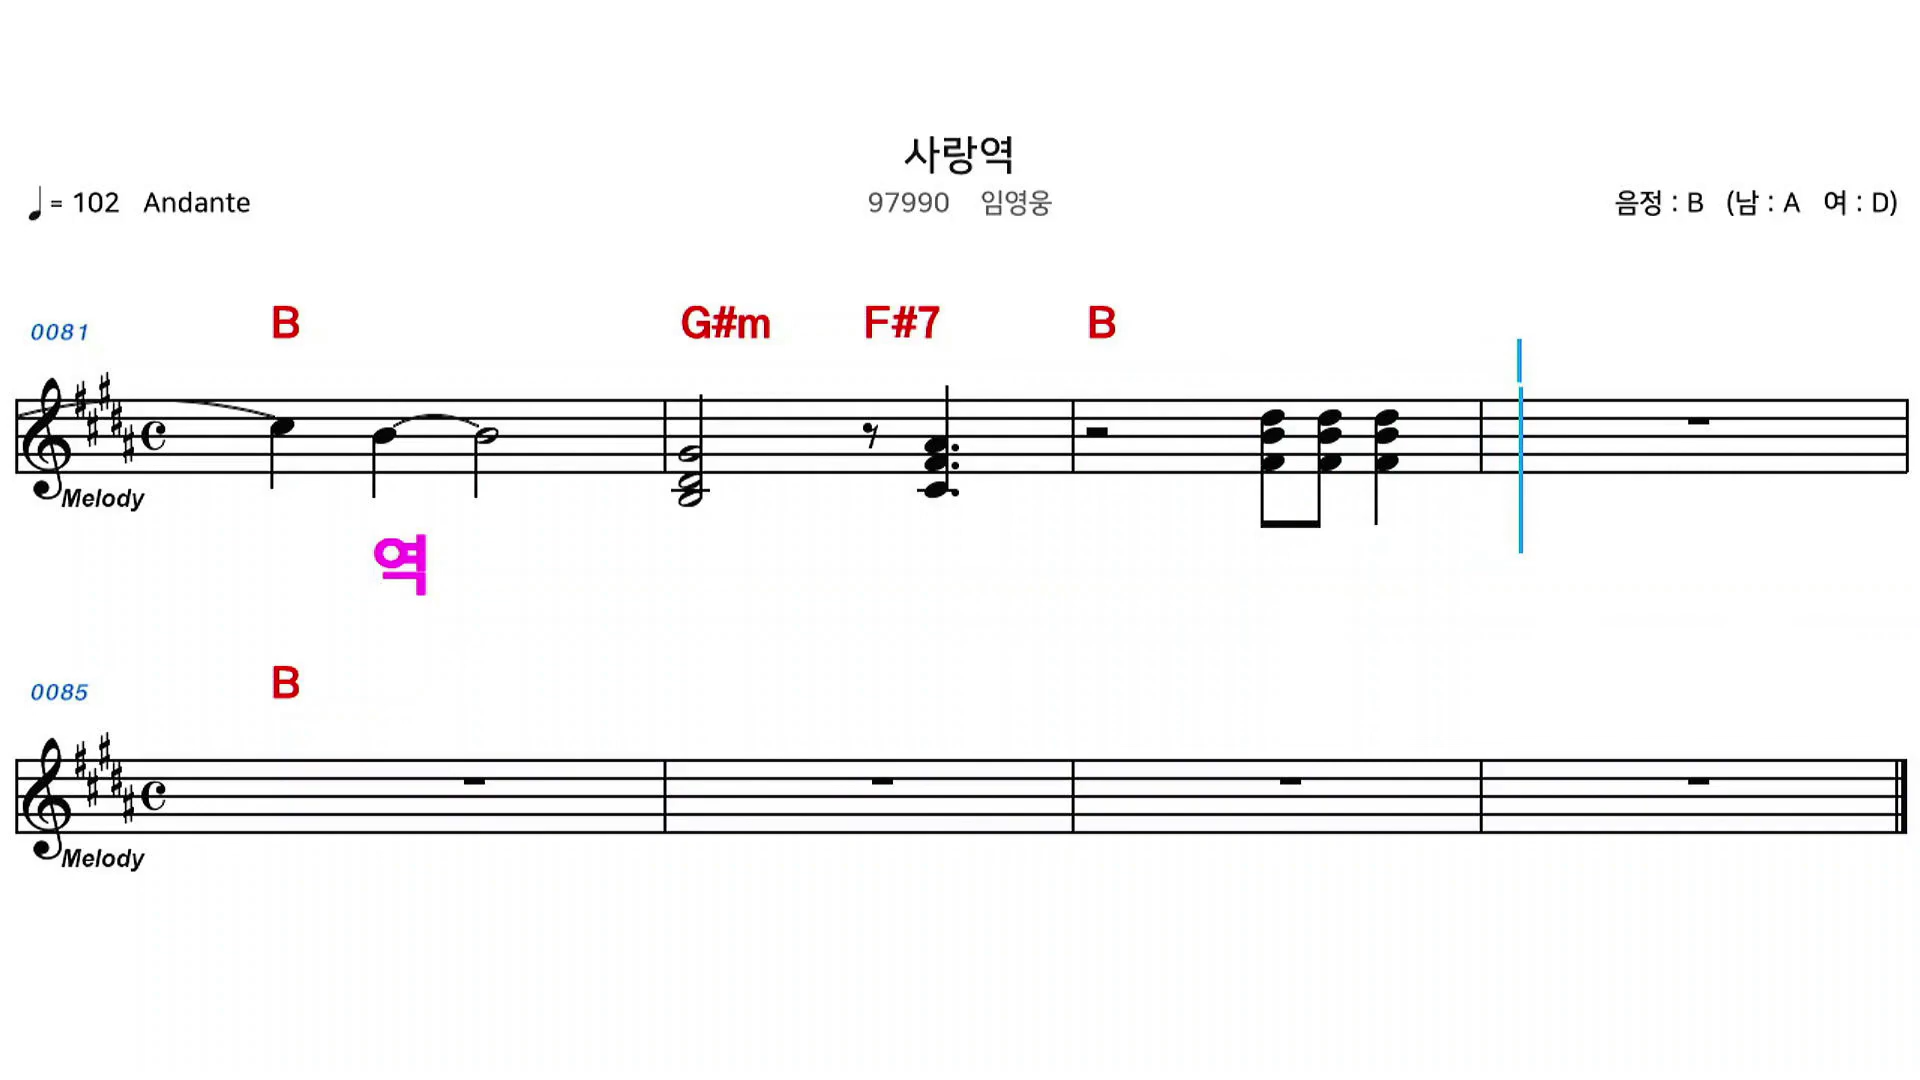 사랑역
= 102 Andante
97990 임영웅
음정 : B (남 : A 여 : D)
0081 B G#m F#7 B
Melody
역
0085 B
Melody